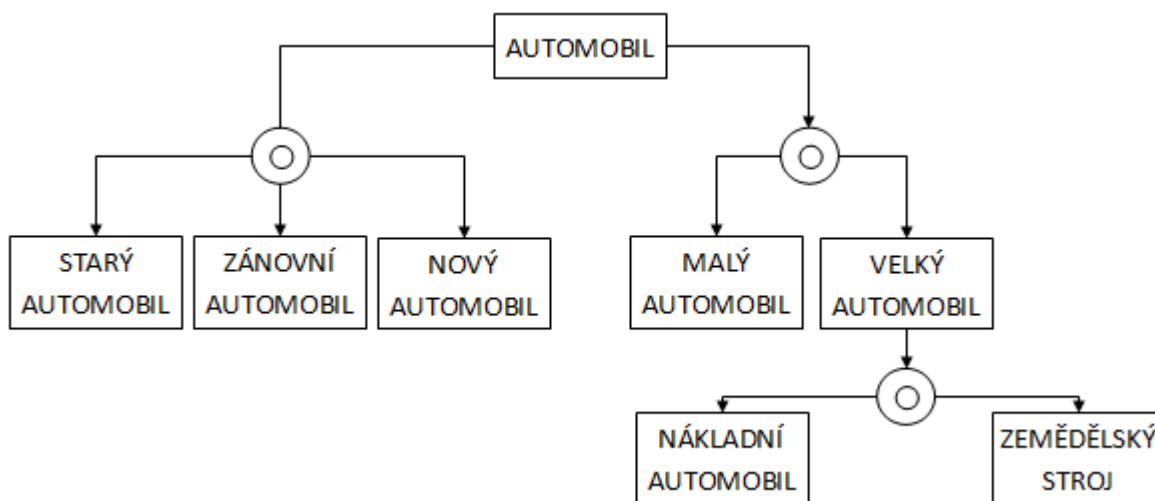 AUTOMOBIL
STARÝ
AUTOMOBIL
ZÁNOVNÍ
AUTOMOBIL
NOVÝ
AUTOMOBIL
MALÝ
AUTOMOBIL
VELKÝ
AUTOMOBIL
NÁKLADNÍ
AUTOMOBIL
ZEMĚDĚLSKÝ
STROJ